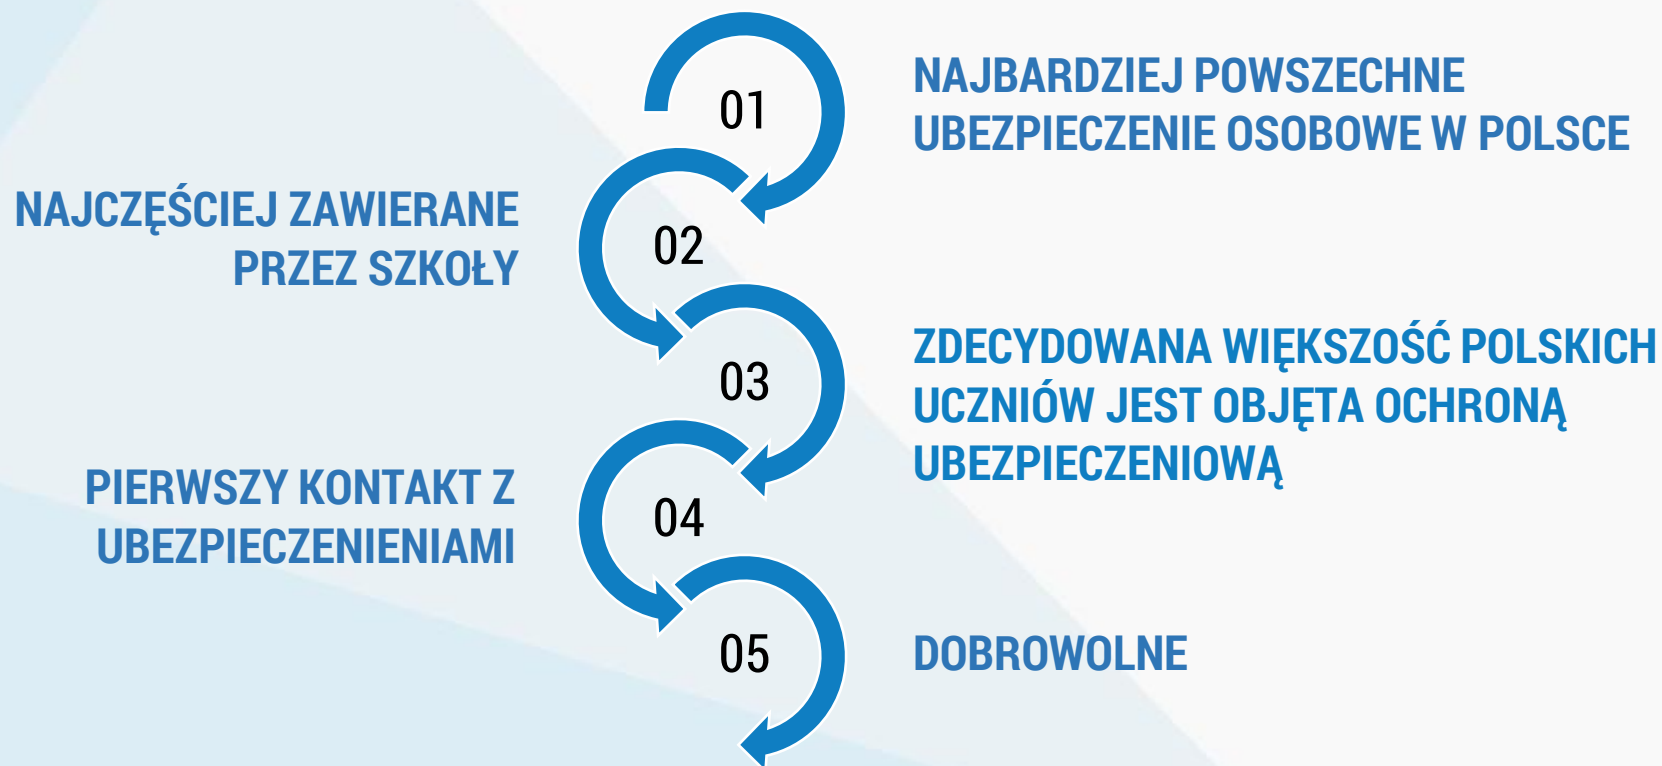 01
NAJBARDZIEJ POWSZECHNE
UBEZPIECZENIE OSOBOWE W POLSCE
NAJCZĘŚCIEJ ZAWIERANE
PRZEZ SZKOŁY
02
03
ZDECYDOWANA WIĘKSZOŚĆ POLSKICH
UCZNIÓW JEST OBJĘTA OCHRONĄ
UBEZPIECZENIOWĄ
PIERWSZY KONTAKT Z
UBEZPIECZENIENIAMI
04
05
DOBROWOLNE